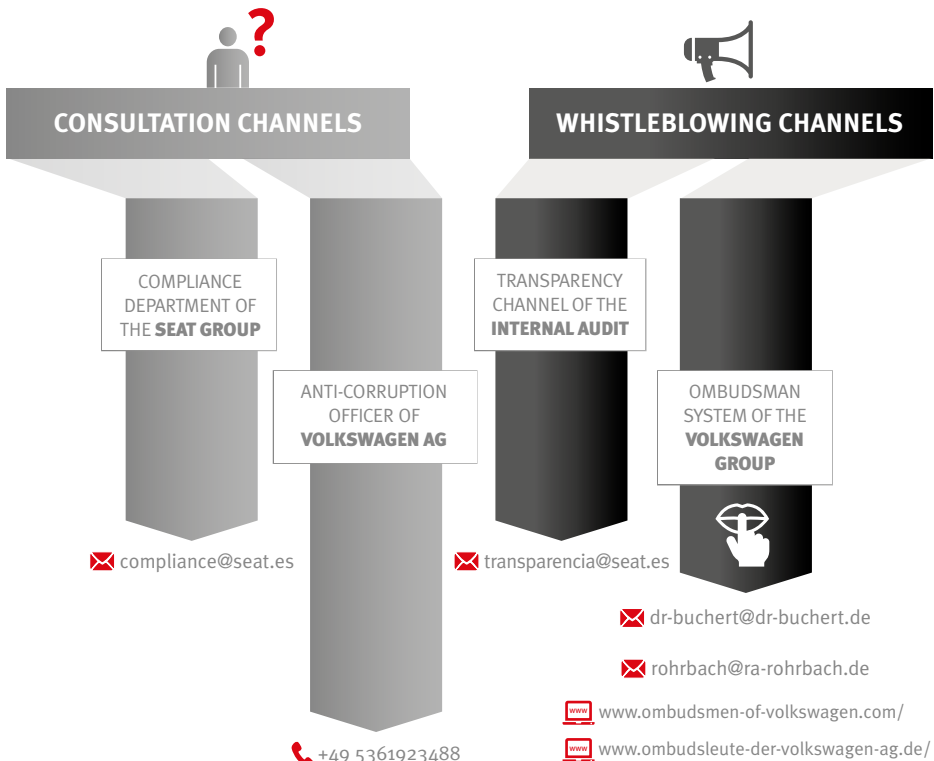 ?
CONSULTATION CHANNELS
COMPLIANCE
DEPARTMENT OF
THE SEAT GROUP
compliance@seat.es
ANTI-CORRUPTION
OFFICER OF
VOLKSWAGEN AG
+49 5361923488
WHISTLEBLOWING CHANNELS
TRANSPARENCY
CHANNEL OF THE
INTERNAL AUDIT
transparencia@seat.es
OMBUDSMAN
SYSTEM OF THE
VOLKSWAGEN
GROUP
dr-buchert@dr-buchert.de
rohrbach@ra-rohrbach.de
www www.ombudsmen-of-volkswagen.com/
www www.ombudsleute-der-volkswagen-ag.de/